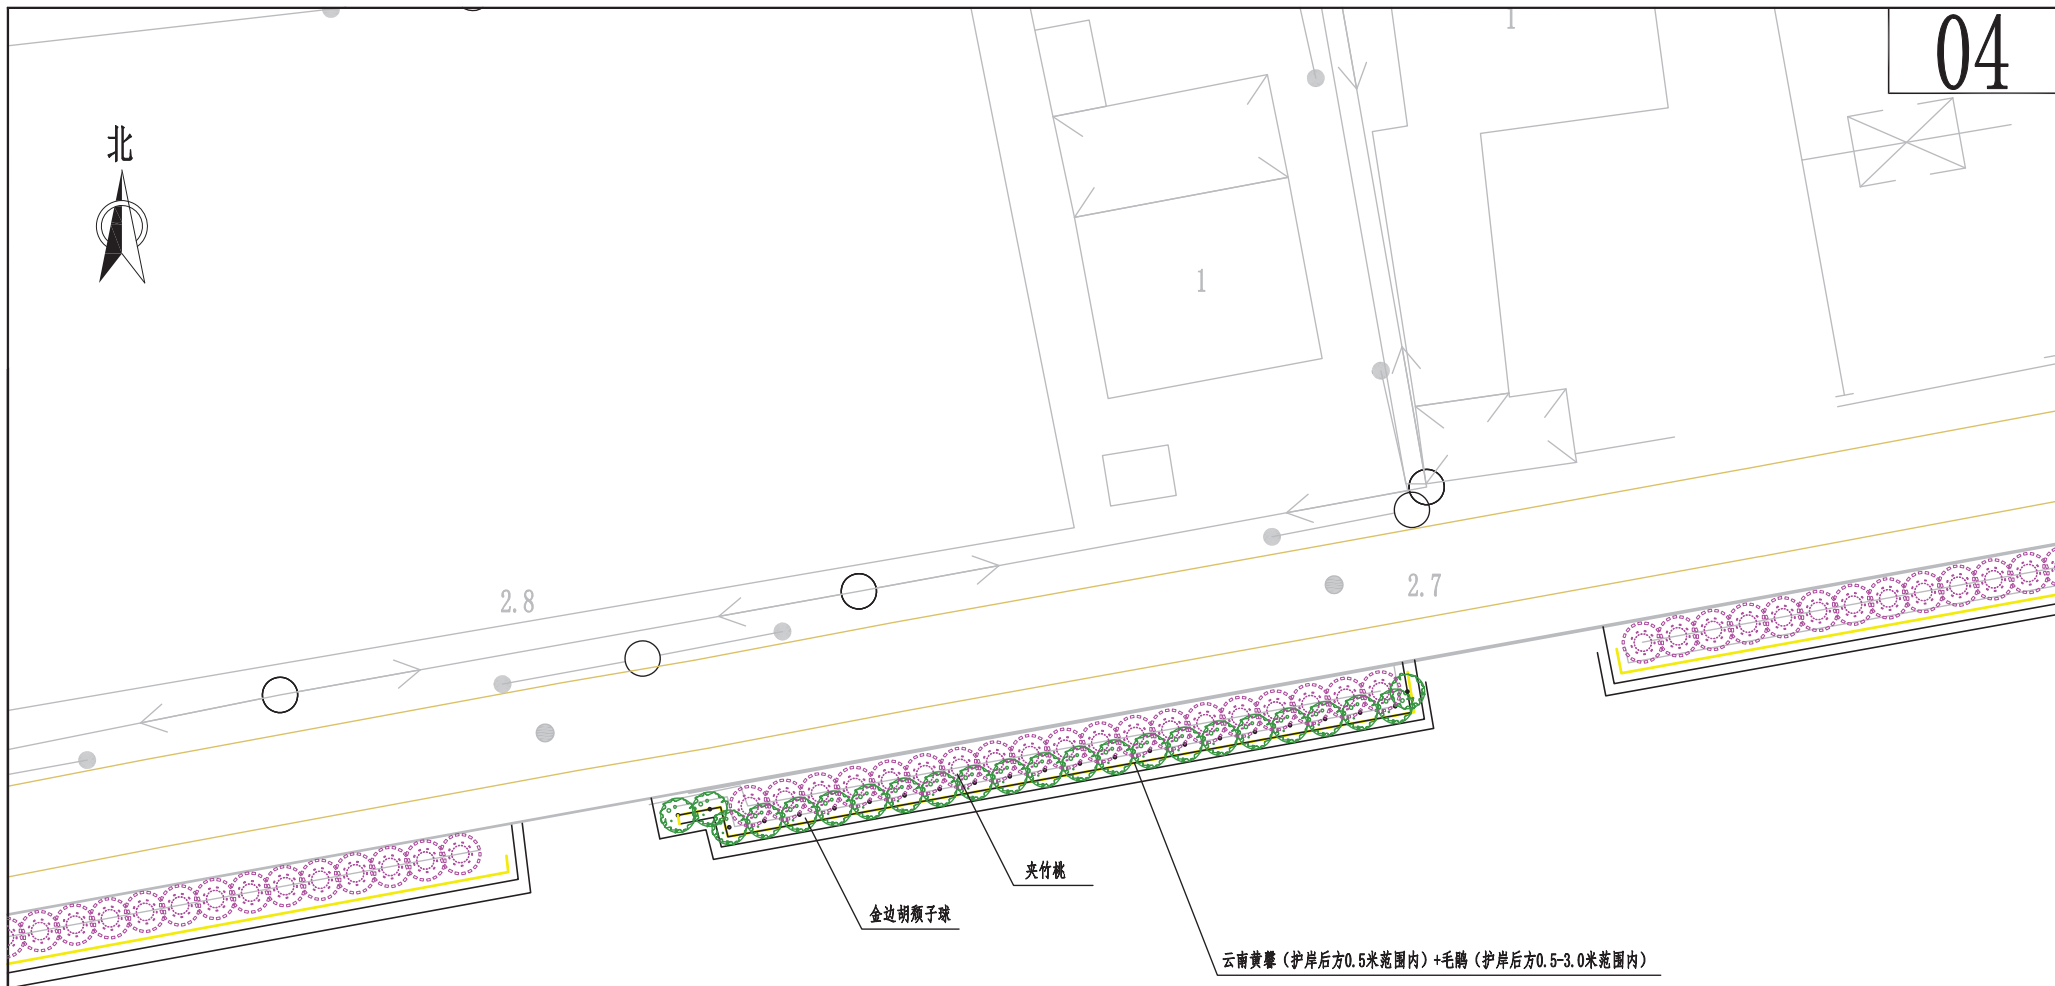 1
04
北
1
2.8
2.7
夹竹桃
金边胡颓子球
云南黄馨（护岸后方0.5米范围内）+毛鹃（护岸后方0.5-3.0米范围内）